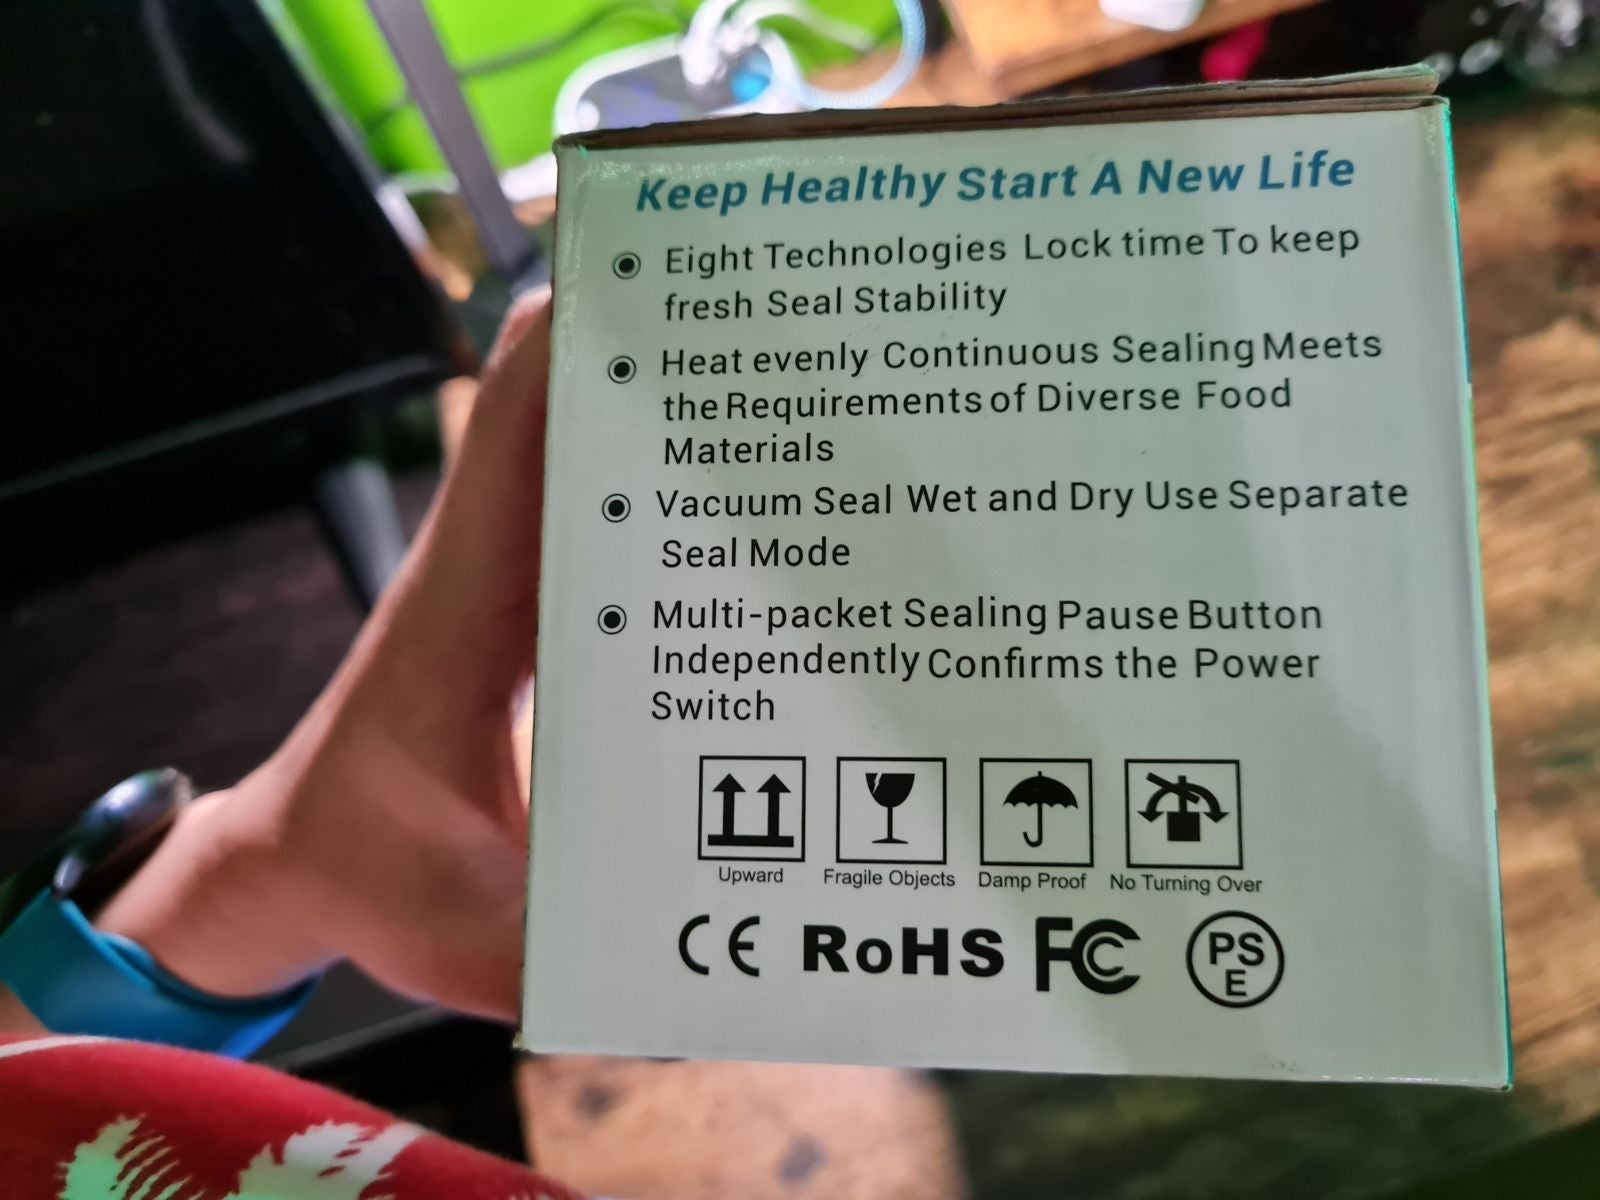 Keep Healthy Start A New Life
Eight Technologies Lock time To keep
fresh Seal Stability
Heat evenly Continuous Sealing Meets
the Requirements of Diverse Food
Materials
Vacuum Seal Wet and Dry Use Separate
Seal Mode
Multi-packet Sealing Pause Button
Independently Confirms the Power
Switch
Upward Fragile Objects Damp Proof No Turning Over
CE RoHS FC PS
E